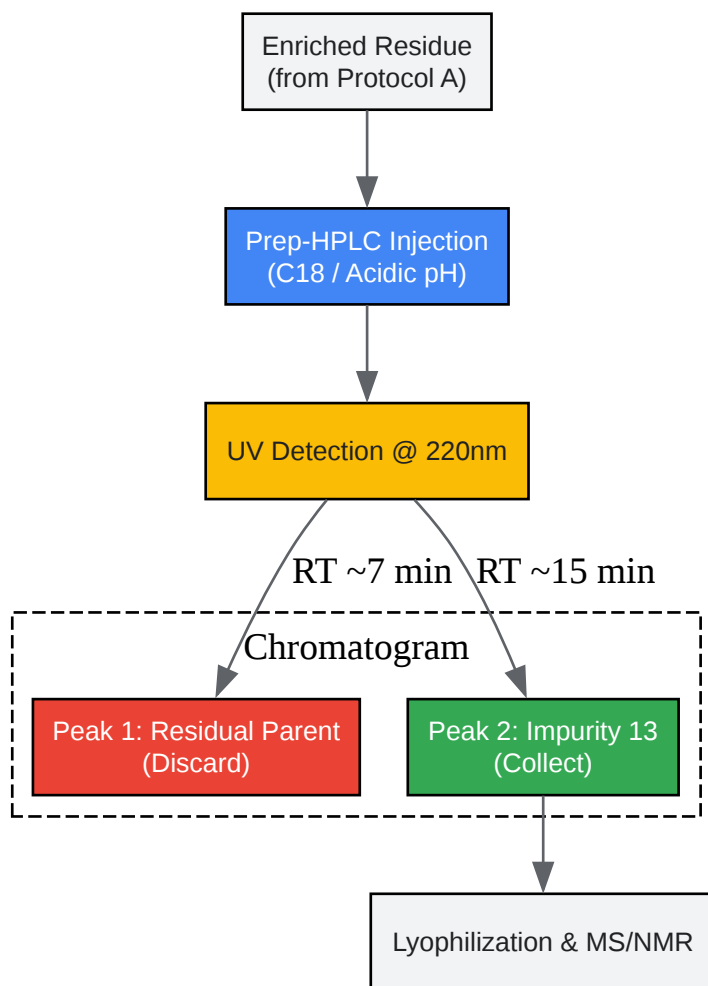 Enriched Residue
(from Protocol A)
Prep-HPLC Injection
(C18 / Acidic pH)
UV Detection @ 220nm
RT ~7 min
RT ~15 min
Chromatogram
Peak 1: Residual Parent
(Discard)
Peak 2: Impurity 13
(Collect)
Lyophilization & MS/NMR